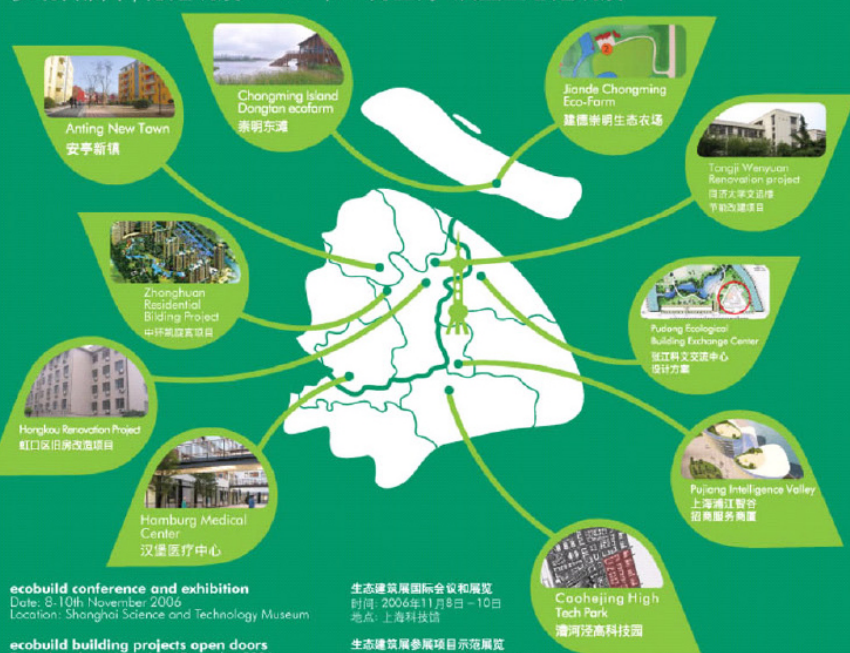 Anting New Town
安亭新镇
Chongming Island
Dongtan ecofarm
崇明东滩
2
Jiande Chongming
Eco-Farm
建德崇明生态农场
Tongji Wenyuan
Renovation project
同济大学文远楼
节能改建项目
Zhonghuan
Residential
Bilding Project
中环凯旋宫项目
Pudong Ecological
Building Exchange Center
张江科文交流中心
设计方案
Hongkou Renovation Project
虹口区旧房改造项目
Hamburg Medical
Center
汉堡医疗中心
Pujiang Intelligence Valley
上海浦江智谷
招商服务商厦
Caohejing High
Tech Park
漕河泾高科技园
ecobuild conference and exhibition
Date: 8-10th November 2006
Location: Shanghai Science and Technology Museum
ecobuild building projects open doors
生态建筑展国际会议和展览
时间: 2006年11月8日-10日
地点: 上海科技馆
生态建筑展参展项目示范展览